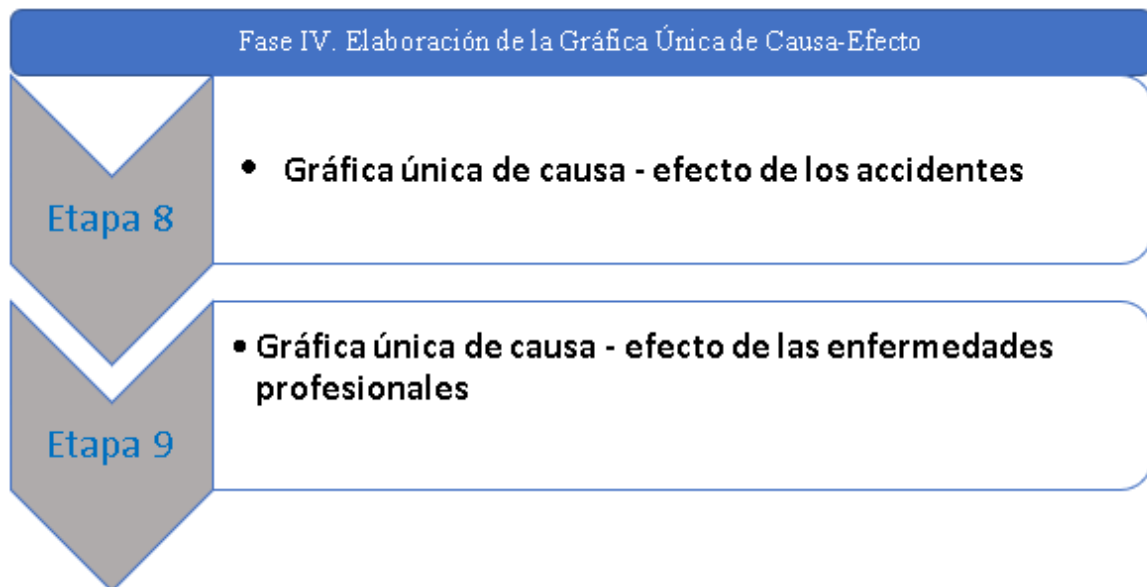 Fase IV. Elaboración de la Gráfica Única de Causa-Efecto
Etapa 8
• Gráfica única de causa - efecto de los accidentes
Etapa 9
• Gráfica única de causa - efecto de las enfermedades
profesionales